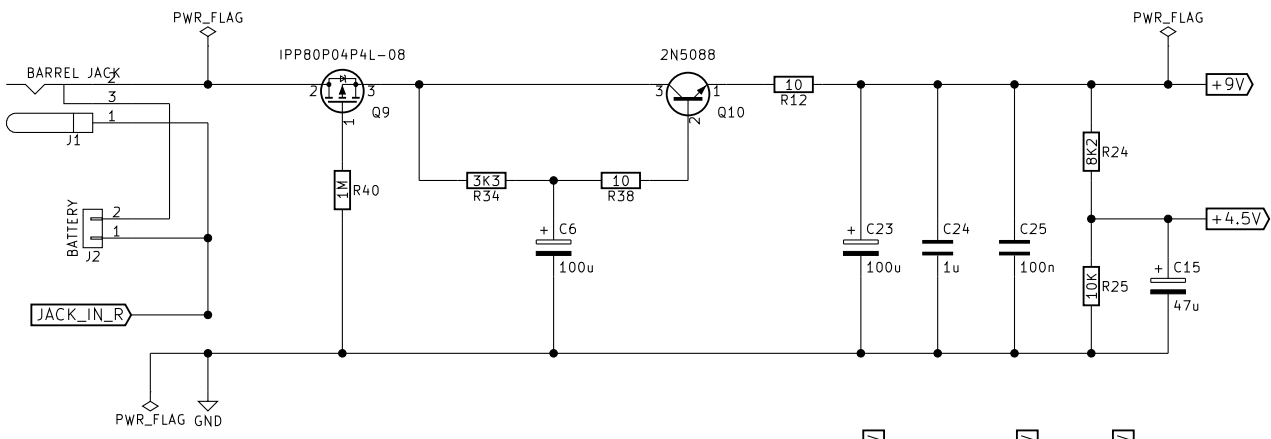 PWR_FLAG
PWR_FLAG
IPP80P04P4L-08
2N5088
BARREL JACK
2
3
1
J1
2
3
Q9
1
3
1
Q10
2
10
R12
+9V
1M
R40
3K3
R34
10
R38
8K2
R24
BATTERY
2
1
J2
+
C6
100u
+
C23
100u
C24
1u
C25
100n
+4.5V
10K
R25
+
C15
47u
JACK_IN_R
PWR_FLAG
GND